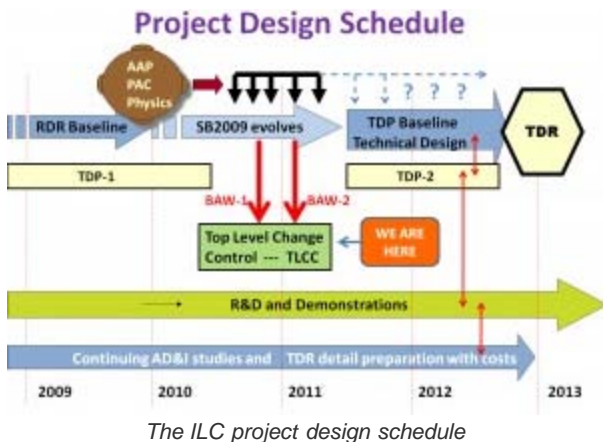 Project Design Schedule
AAP
PAC
Physics
RDR Baseline
SB2009 evolves
? ? ?
TDP Baseline
Technical Design
TDR
TDP-1
TDP-2
BAW-1
BAW-2
Top Level Change
Control --- TLCC
WE ARE
HERE
R&D and Demonstrations
Continuing AD&I studies and TDR detail preparation with costs
2009 2010 2011 2012 2013
The ILC project design schedule